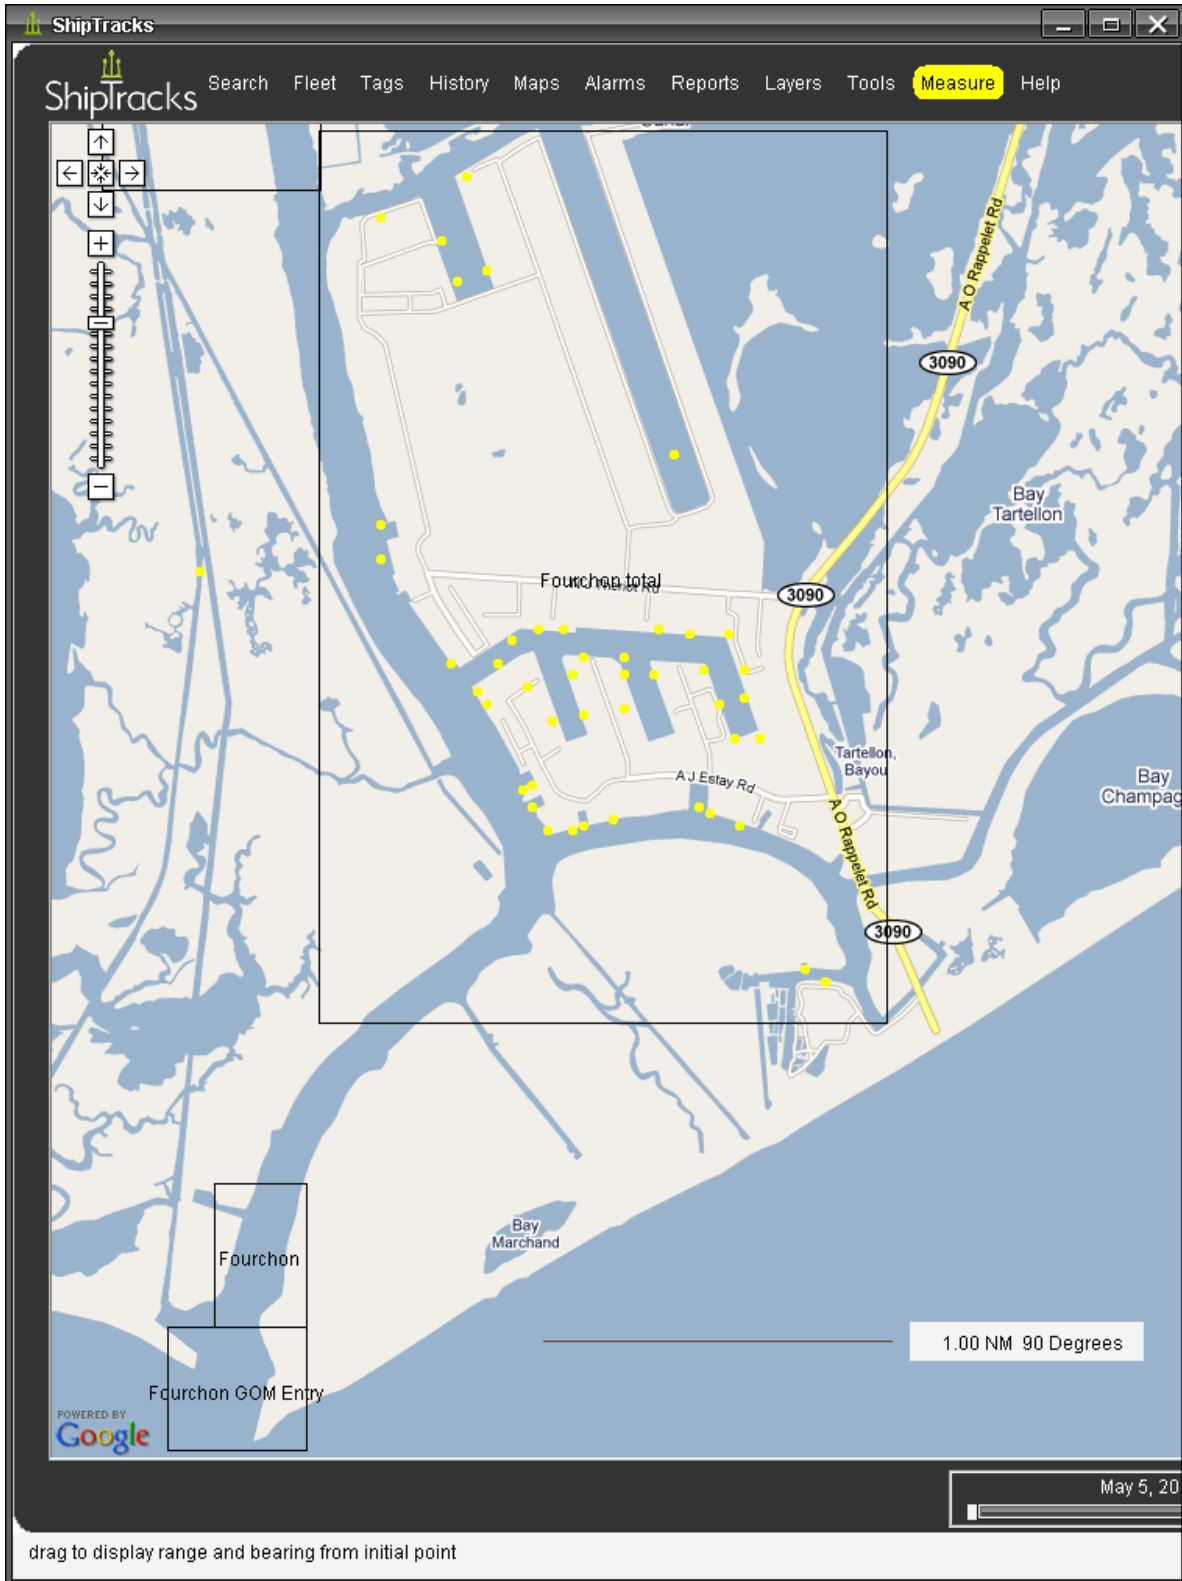 ShipTracks
ShipTracks
Search Fleet Tags History Maps Alarms Reports Layers Tools Measure Help
A O Rappelet Rd
3090
Bay
Tartellon
Fourchon total
3090
Tartellon,
Bayou
A J Estay Rd
Bay
Champag
A O Rappelet Rd
3090
Bay
Marchand
Fourchon
1.00 NM 90 Degrees
Fourchon GOM Entry
POWERED BY
Google
May 5, 20
drag to display range and bearing from initial point